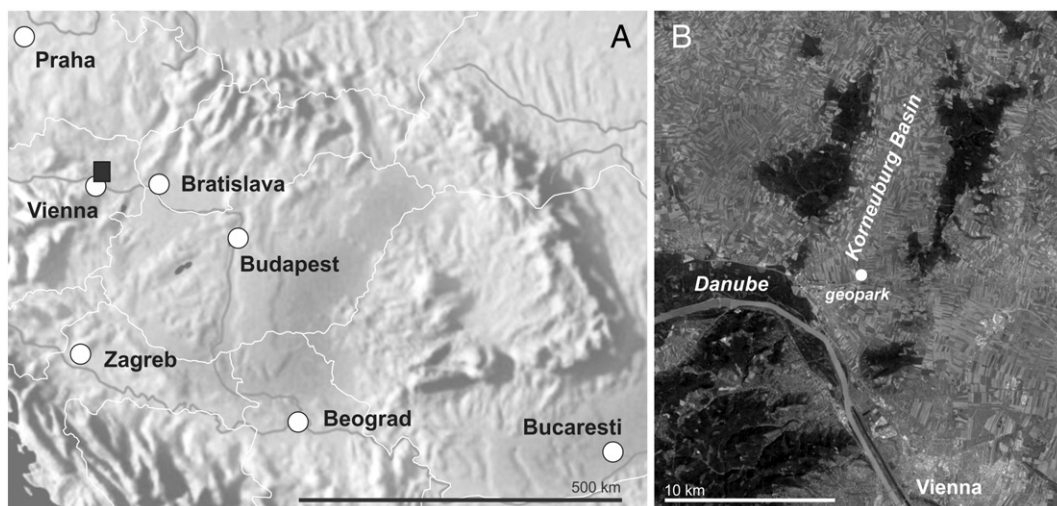 A
Praha
Bratislava
Vienna
Budapest
Zagreb
Beograd
Bucaresti
500 km
B
Korneuburg Basin
Danube
geopark
Vienna
10 km